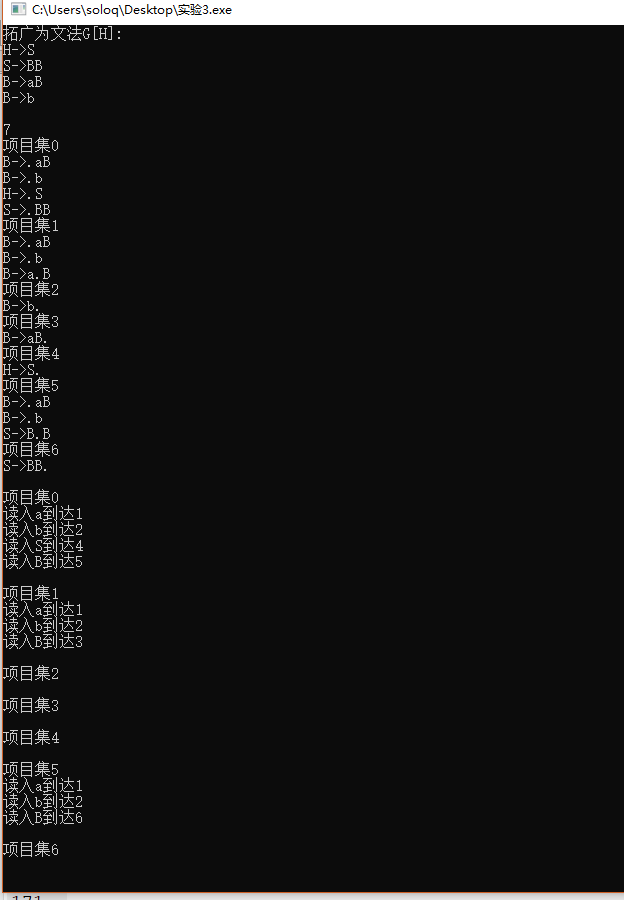 C:\Users\soloq\Desktop\实验3.exe
拓广为文法G[H]:
H->S
S->BB
B->aB
B->b
7
项目集0
B->.aB
B->.b
H->.S
S->.BB
项目集1
B->.aB
B->.b
B->a.B
项目集2
B->b.
项目集3
B->aB.
项目集4
H->S.
项目集5
B->.aB
B->.b
S->B.B
项目集6
S->BB.
项目集0
读入a到达1
读入b到达2
读入S到达4
读入B到达5
项目集1
读入a到达1
读入b到达2
读入B到达3
项目集2
项目集3
项目集4
项目集5
读入a到达1
读入b到达2
读入B到达6
项目集6